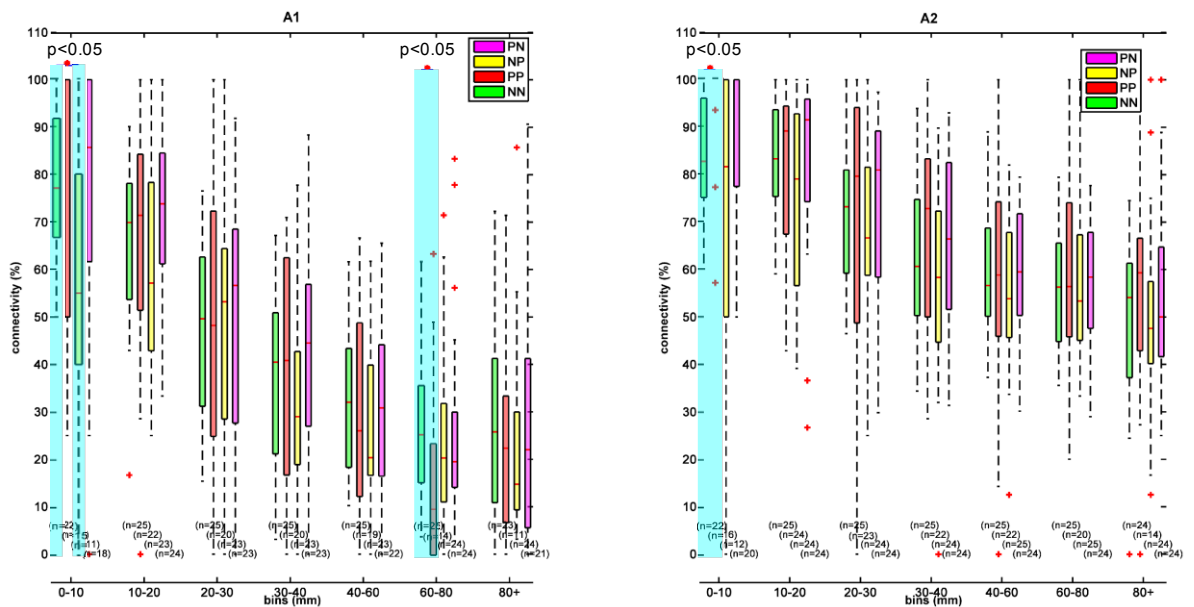 A1
110
100
90
80
70
60
50
40
30
20
10
0
connectivity (%)
p<0.05
p<0.05
PN
NP
PP
NN
(n=22)
(n=11)
(n=18)
(n=25)
(n=22)
(n=23)
(n=24)
(n=25)
(n=20)
(n=23)
(n=23)
(n=25)
(n=20)
(n=23)
(n=23)
(n=25)
(n=19)
(n=23)
(n=22)
(n=25)
(n=14)
(n=24)
(n=24)
(n=23)
(n=11)
(n=24)
(n=21)
0-10
10-20
20-30
30-40
40-60
60-80
80+
bins (mm)
A2
110
100
90
80
70
60
50
40
30
20
10
0
connectivity (%)
p<0.05
PN
NP
PP
NN
(n=22)
(n=16)
(n=12)
(n=20)
(n=25)
(n=24)
(n=24)
(n=24)
(n=25)
(n=23)
(n=24)
(n=24)
(n=25)
(n=22)
(n=24)
(n=24)
(n=25)
(n=22)
(n=25)
(n=24)
(n=25)
(n=20)
(n=25)
(n=24)
(n=24)
(n=14)
(n=24)
(n=24)
0-10
10-20
20-30
30-40
40-60
60-80
80+
bins (mm)